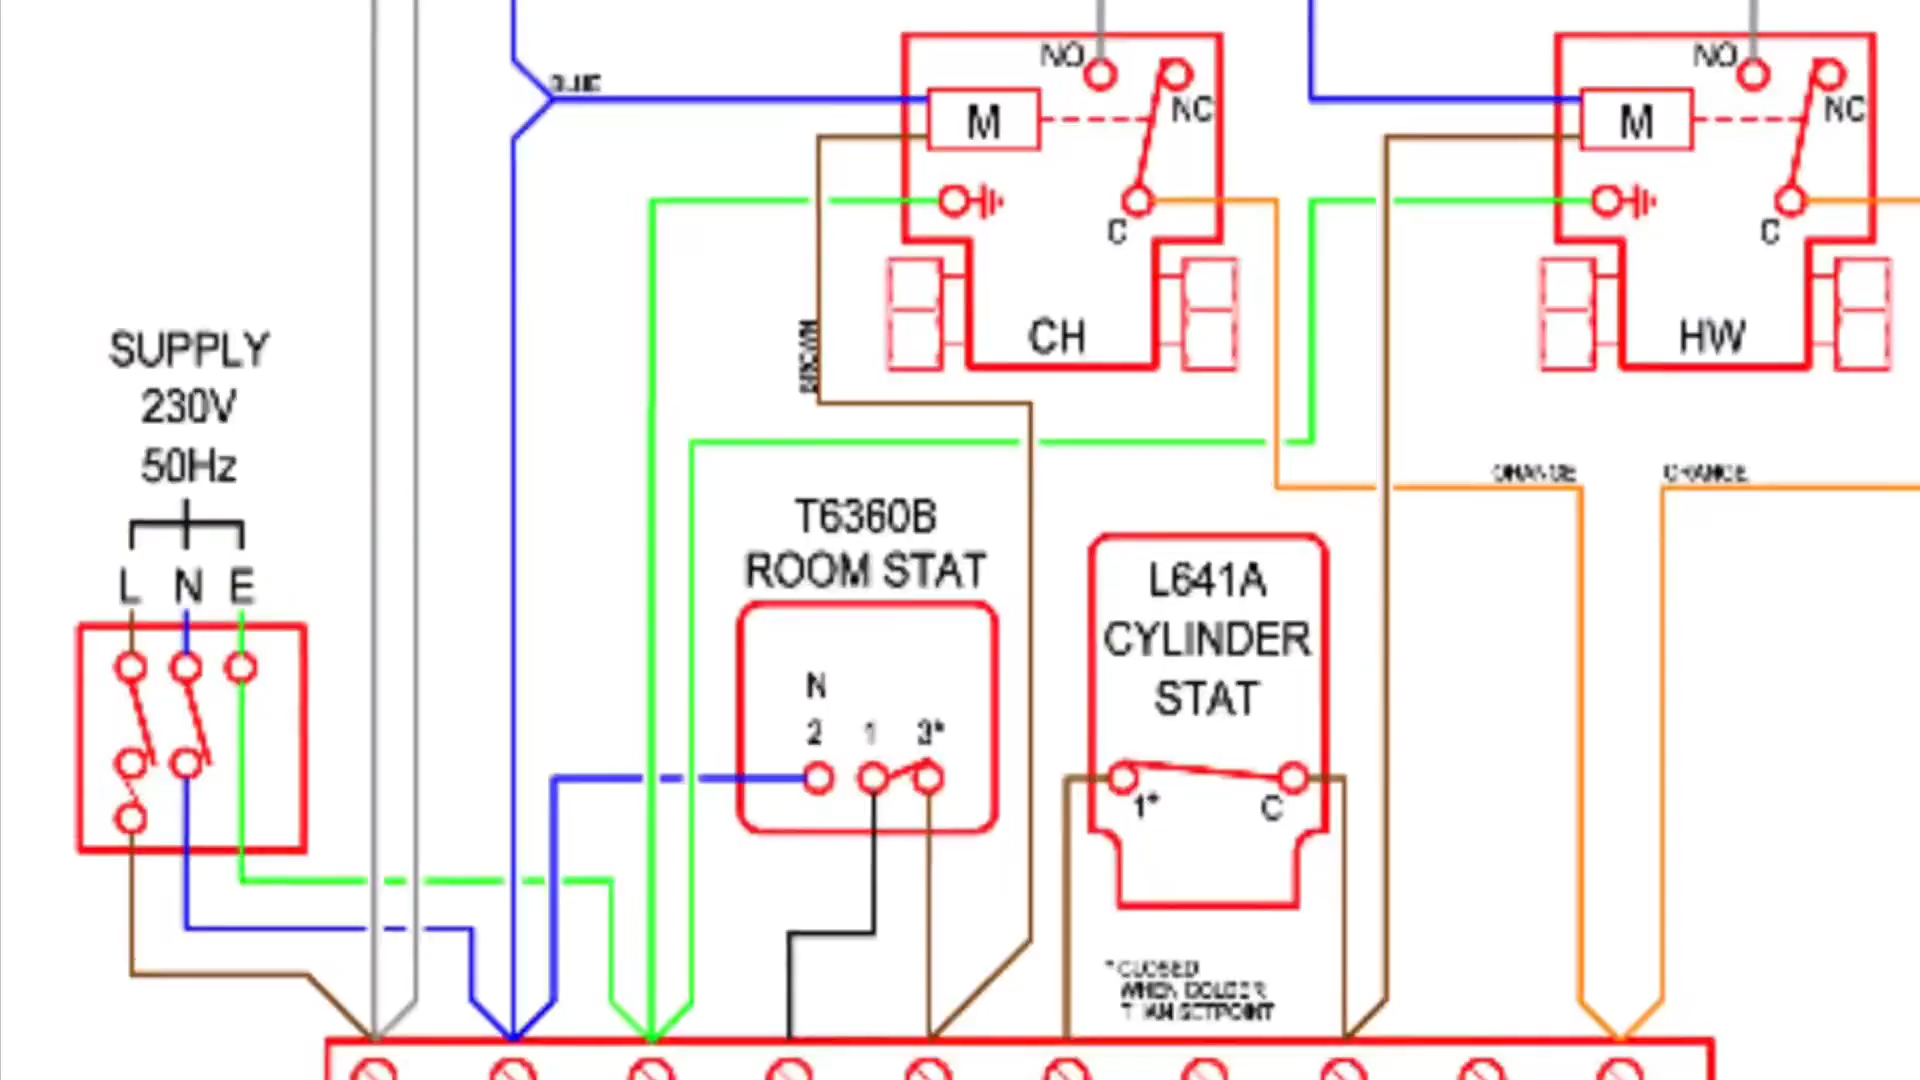 NO
NO
BLUE
M
NC
M
NC
C
C
BROWN
CH
HW
SUPPLY
230V
50Hz
L N E
ORANGE
ORANGE
T6360B
ROOM STAT
N
2 1 3*
L641A
CYLINDER
STAT
1* C
* CLOSED
WHEN COLDER
THAN SETPOINT